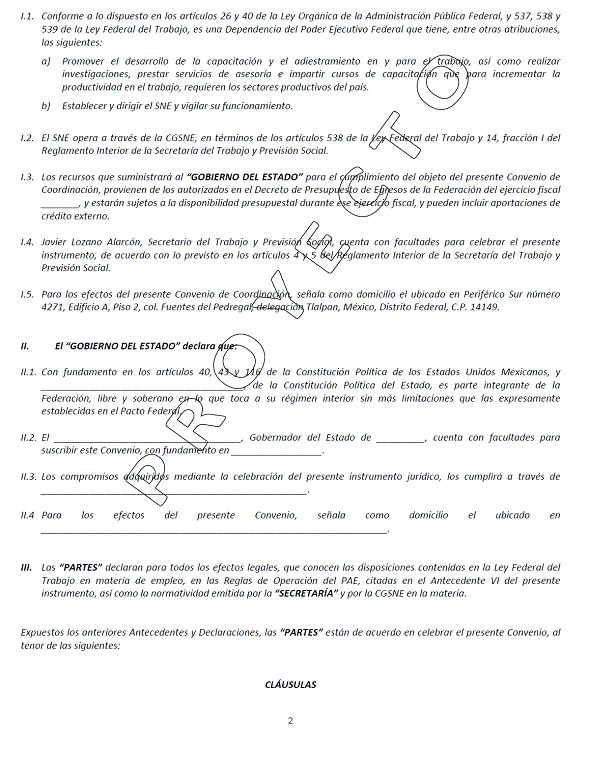 I.1. Conforme a lo dispuesto en los artículos 26 y 40 de la Ley Orgánica de la Administración Pública Federal, y 537, 538 y
539 de la Ley Federal del Trabajo, es una Dependencia del Poder Ejecutivo Federal que tiene, entre otras atribuciones,
las siguientes:
a) Promover el desarrollo de la capacitación y el adiestramiento en y para el trabajo, así como realizar
investigaciones, prestar servicios de asesoría e impartir cursos de capacitación que para incrementar la
productividad en el trabajo, requieren los sectores productivos del país.
b) Establecer y dirigir el SNE y vigilar su funcionamiento.
I.2. El SNE opera a través de la CGSNE, en términos de los artículos 538 de la Ley Federal del Trabajo y 14, fracción I del
Reglamento Interior de la Secretaría del Trabajo y Previsión Social.
I.3. Los recursos que suministrará al “GOBIERNO DEL ESTADO” para el cumplimiento del objeto del presente Convenio de
Coordinación, provienen de los autorizados en el Decreto de Presupuesto de Egresos de la Federación del ejercicio fiscal
_______, y estarán sujetos a la disponibilidad presupuestal durante ese ejercicio fiscal, y pueden incluir aportaciones de
crédito externo.
I.4. Javier Lozano Alarcón, Secretario del Trabajo y Previsión Social, cuenta con facultades para celebrar el presente
instrumento, de acuerdo con lo previsto en los artículos 4 y 5 del Reglamento Interior de la Secretaría del Trabajo y
Previsión Social.
I.5. Para los efectos del presente Convenio de Coordinación, señala como domicilio el ubicado en Periférico Sur número
4271, Edificio A, Piso 2, col. Fuentes del Pedregal, delegación Tlalpan, México, Distrito Federal, C.P. 14149.
II. El “GOBIERNO DEL ESTADO” declara que:
II.1. Con fundamento en los artículos 40, 43 y 116 de la Constitución Política de los Estados Unidos Mexicanos, y
______________________________________, de la Constitución Política del Estado, es parte integrante de la
Federación, libre y soberano en lo que toca a su régimen interior sin más limitaciones que las expresamente
establecidas en el Pacto Federal.
II.2. El ___________________________________, Gobernador del Estado de _________, cuenta con facultades para
suscribir este Convenio, con fundamento en _________________.
II.3. Los compromisos adquiridos mediante la celebración del presente instrumento jurídico, los cumplirá a través de
__________________________________________________.
II.4 Para los efectos del presente Convenio, señala como domicilio el ubicado en
_________________________________________________________________.
III. Las “PARTES” declaran para todos los efectos legales, que conocen las disposiciones contenidas en la Ley Federal del
Trabajo en materia de empleo, en las Reglas de Operación del PAE, citadas en el Antecedente VI del presente
instrumento, así como la normatividad emitida por la “SECRETARÍA” y por la CGSNE en la materia.
Expuestos los anteriores Antecedentes y Declaraciones, las “PARTES” están de acuerdo en celebrar el presente Convenio, al
tenor de las siguientes:
CLÁUSULAS
2
PROYECTO